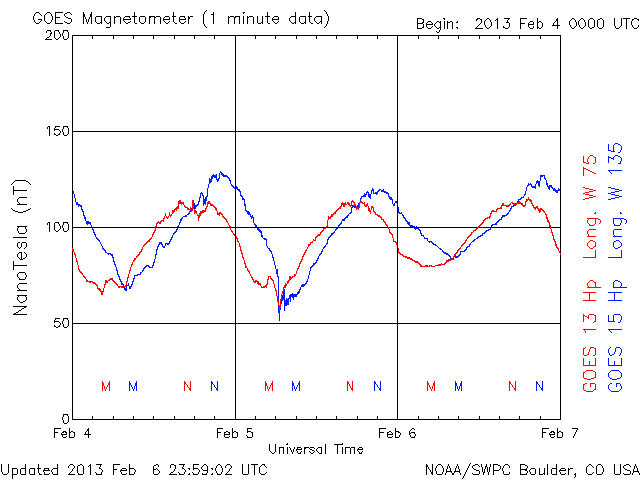 GOES Magnetometer (1 minute data)
Begin: 2013 Feb 4 0000 UTC
200
150
100
50
0
NanoTesla (nT)
M M N N M M N N M M N N
Feb 4 Feb 5 Feb 6 Feb 7
Universal Time
GOES 13 Hp Long. W 75
GOES 15 Hp Long. W 135
Updated 2013 Feb 6 23:59:02 UTC
NOAA/SWPC Boulder, CO USA